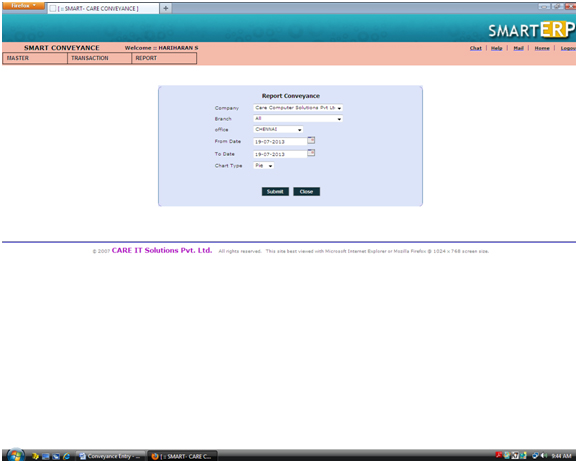 Firefox
[ :: SMART- CARE CONVEYANCE ]
SMARTERP
SMART CONVEYANCE Welcome :: HARIHARAN S Chat | Help | Mail | Home | Logou
MASTER TRANSACTION REPORT
Report Conveyance
Company Care Computer Solutions Pvt Lt
Branch All
office CHENNAI
From Date 19-07-2013
To Date 19-07-2013
Chart Type Pie
Submit Close
© 2007 CARE IT Solutions Pvt. Ltd. All rights reserved. This site best viewed with Microsoft Internet Explorer or Mozilla Firefox @ 1024 x 768 screen size.
Conveyance Entry - ... [ :: SMART- CARE C... 9:44 AM